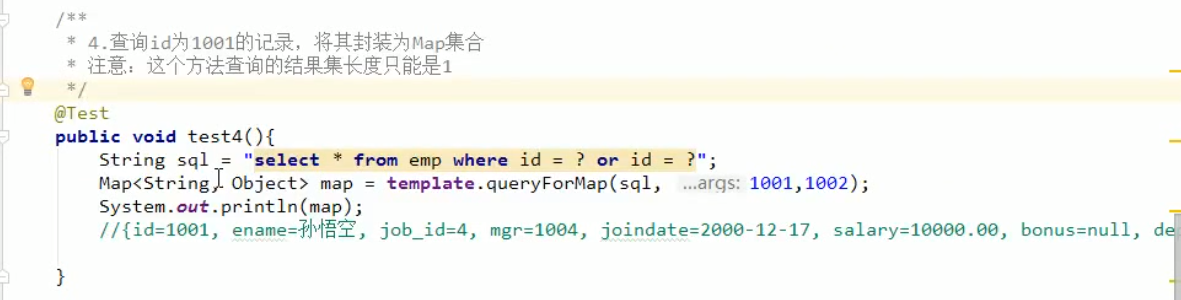 /**
* 4.查询id为1001的记录，将其封装为Map集合
* 注意：这个方法查询的结果集长度只能是1
*/
@Test
public void test4(){
String sql = "select * from emp where id = ? or id = ?";
Map<String, Object> map = template.queryForMap(sql, ...args: 1001,1002);
System.out.println(map);
//{id=1001, ename=孙悟空, job_id=4, mgr=1004, joindate=2000-12-17, salary=10000.00, bonus=null, de
}